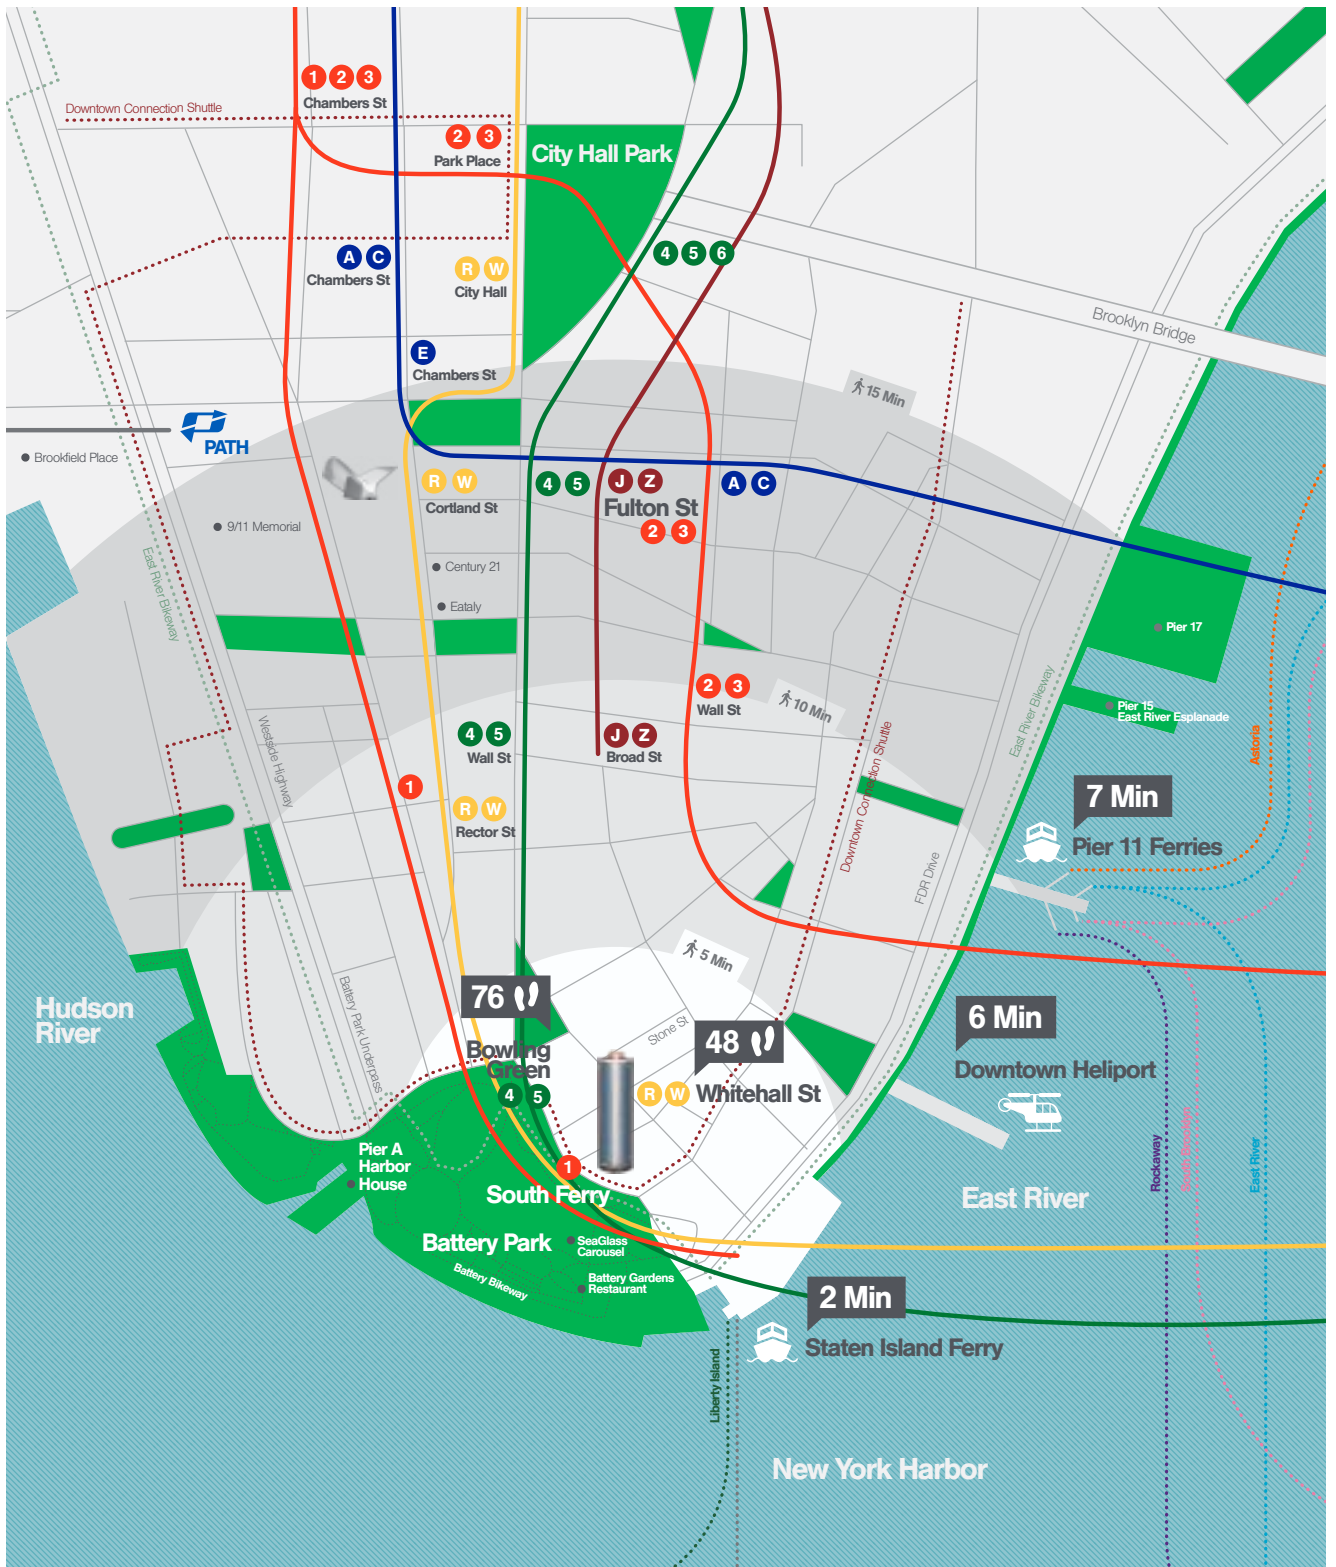 1 2 3
Chambers St
Downtown Connection Shuttle
2 3
Park Place
City Hall Park
A C
Chambers St
R W
City Hall
4 5 6
Brooklyn Bridge
E
Chambers St
15 Min
PATH
Brookfield Place
R W
Cortland St
4 5
J Z
Fulton St
2 3
A C
9/11 Memorial
East River Bikeway
Century 21
Eataly
Pier 17
2 3
Wall St
10 Min
East River Bikeway
Pier 15
East River Esplanade
Astoria
Westside Highway
4 5
Wall St
J Z
Broad St
1
R W
Rector St
Downtown Connection Shuttle
7 Min
Pier 11 Ferries
FDR Drive
5 Min
Hudson
River
Battery Park Underpass
76
Bowling
Green
4 5
Stone St
48
R W
Whitehall St
6 Min
Downtown Heliport
Pier A
Harbor
House
1
South Ferry
Rockaway
South Brooklyn
East River
East River
Battery Park
SeaGlass
Carousel
Battery Gardens
Restaurant
Battery Bikeway
2 Min
Staten Island Ferry
Liberty Island
New York Harbor